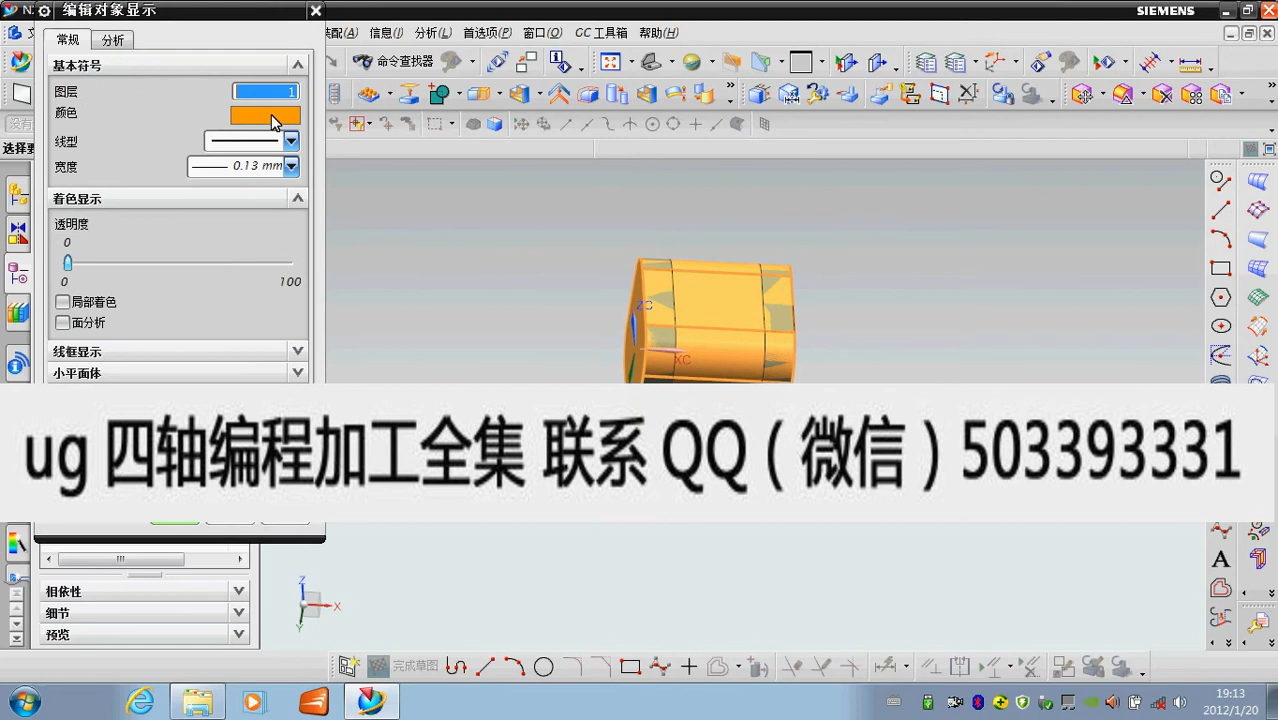 编辑对象显示
SIEMENS
常规
分析
信息(I)
分析(L)
首选项(P)
窗口(O)
GC 工具箱
帮助(H)
基本符号
命令查找器
图层
1
颜色
线型
宽度
0.13 mm
着色显示
透明度
0
0
100
局部着色
面分析
线框显示
小平面体
ZC
XC
ug 四轴编程加工全集 联系 QQ（微信）503393331
相依性
细节
预览
Z
X
Y
完成草图
19:13
2012/1/20